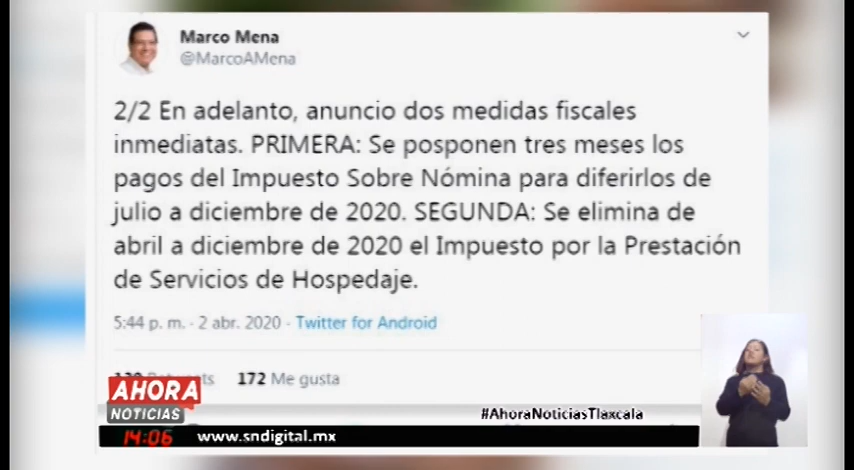 Marco Mena
@MarcoAMena
2/2 En adelanto, anuncio dos medidas fiscales
inmediatas. PRIMERA: Se posponen tres meses los
pagos del Impuesto Sobre Nómina para diferirlos de
julio a diciembre de 2020. SEGUNDA: Se elimina de
abril a diciembre de 2020 el Impuesto por la Prestación
de Servicios de Hospedaje.
5:44 p. m. · 2 abr. 2020 · Twitter for Android
172 Me gusta
AHORA
NOTICIAS
#AhoraNoticiasTlaxcala
14:06 www.sndigital.mx